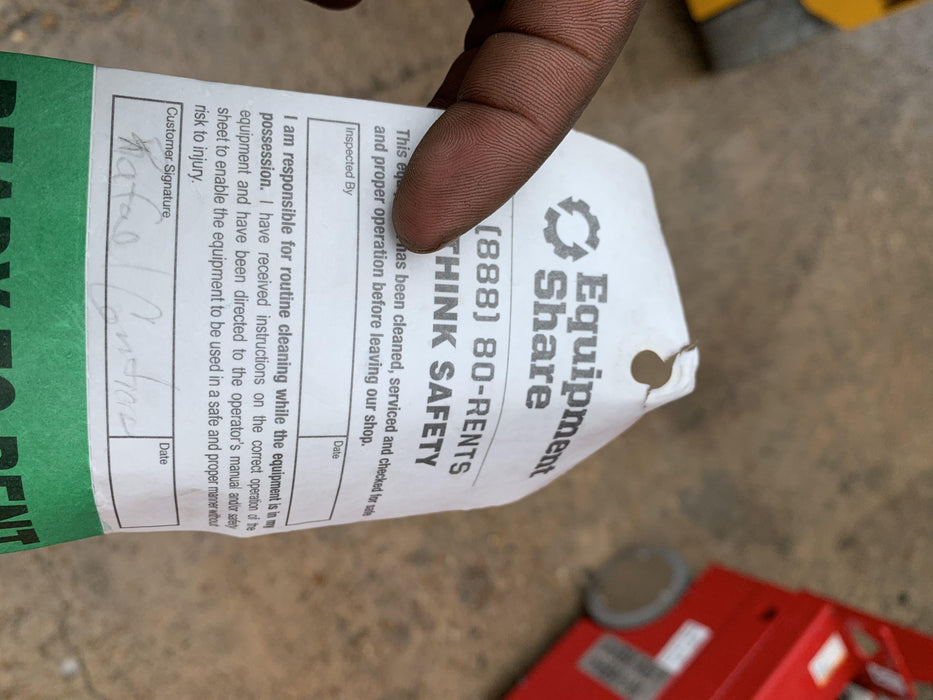 Equipment
Share
(888) 80-RENTS
THINK SAFETY
This has been cleaned, serviced and checked for safe
and proper operation before leaving our shop.
Inspected By
Date
I am responsible for routine cleaning while the equipment is in my
possession. I have received instructions on the correct operation of the
equipment and have been directed to the operator's manual and/or safety
sheet to enable the equipment to be used in a safe and proper manner without
risk to injury.
Customer Signature
Date
READY TO RENT